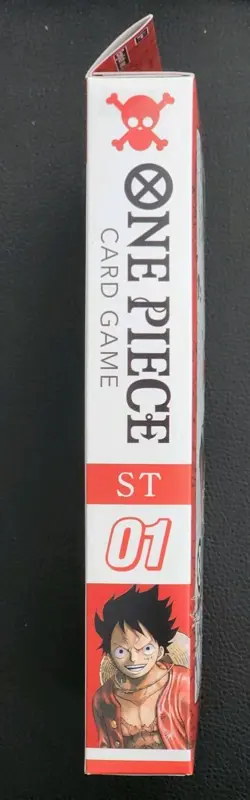 ONE PIECE
CARD GAME
ST
01